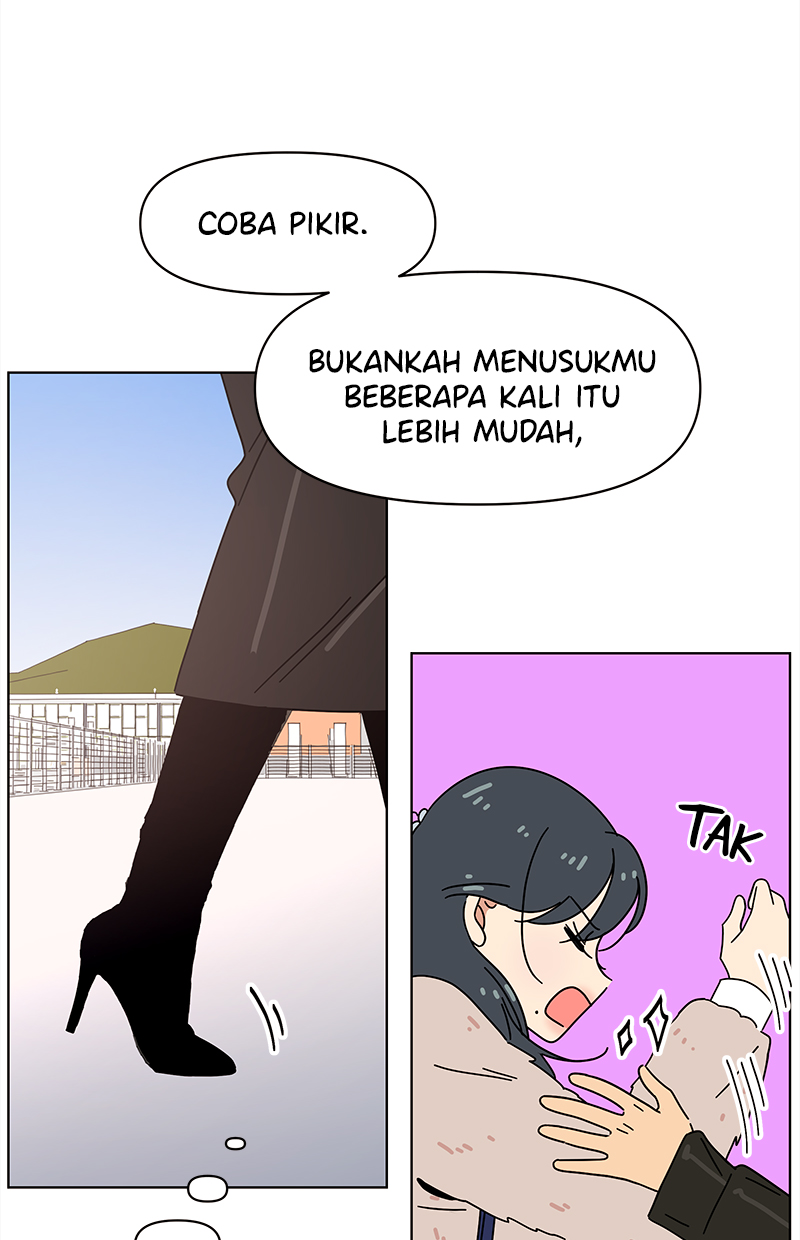 COBA PIKIR.
BUKANKAH MENUSUKMU
BEBERAPA KALI ITU
LEBIH MUDAH,
TAK